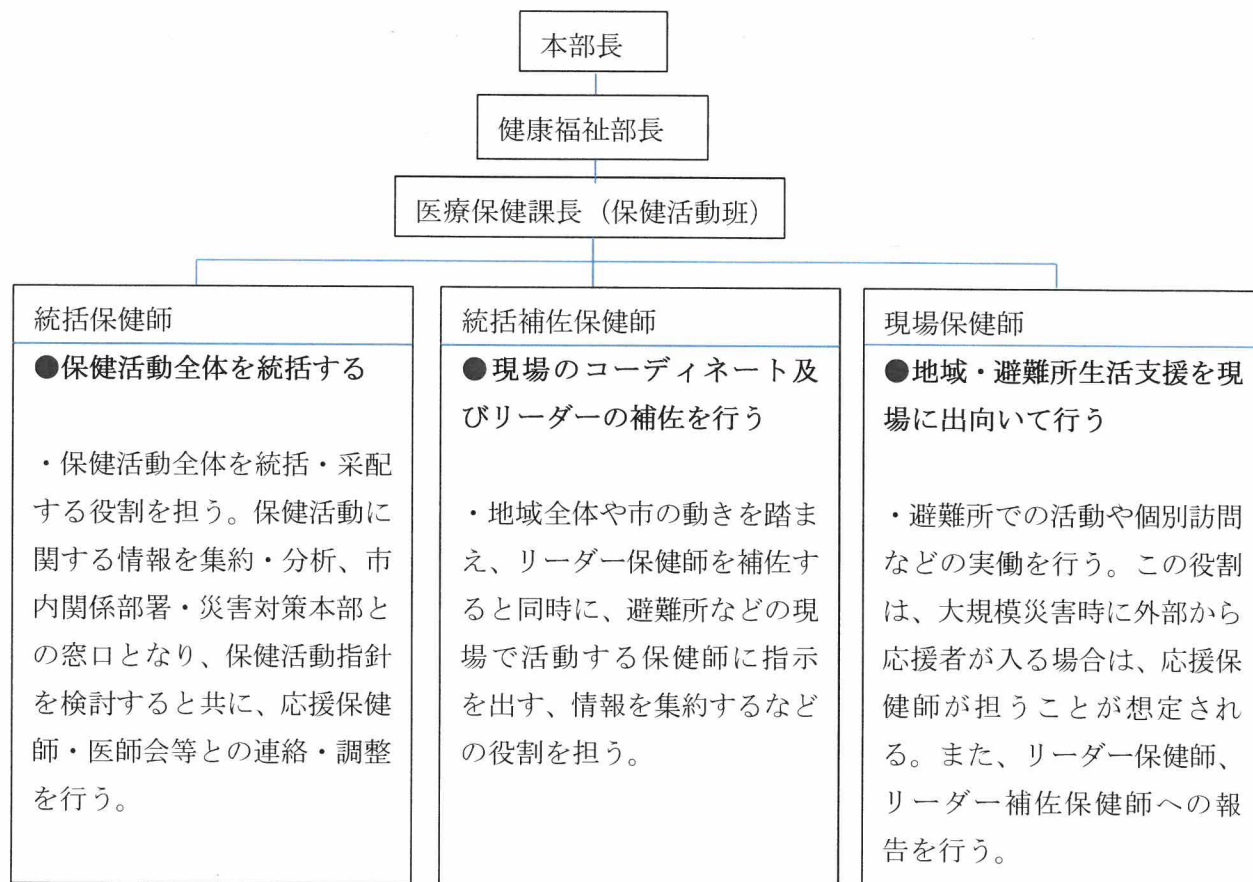 本部長
健康福祉部長
医療保健課長（保健活動班）
統括保健師
●保健活動全体を統括する
・保健活動全体を統括・采配
する役割を担う。保健活動に
関する情報を集約・分析、市
内関係部署・災害対策本部と
の窓口となり、保健活動指針
を検討すると共に、応援保健
師・医師会等との連絡・調整
を行う。
統括補佐保健師
●現場のコーディネート及
びリーダーの補佐を行う
・地域全体や市の動きを踏ま
え、リーダー保健師を補佐す
ると同時に、避難所などの現
場で活動する保健師に指示
を出す、情報を集約するなど
の役割を担う。
現場保健師
●地域・避難所生活支援を現
場に出向いて行う
・避難所での活動や個別訪問
などの実働を行う。この役割
は、大規模災害時に外部から
応援者が入る場合は、応援保
健師が担うことが想定され
る。また、リーダー保健師、
リーダー補佐保健師への報
告を行う。